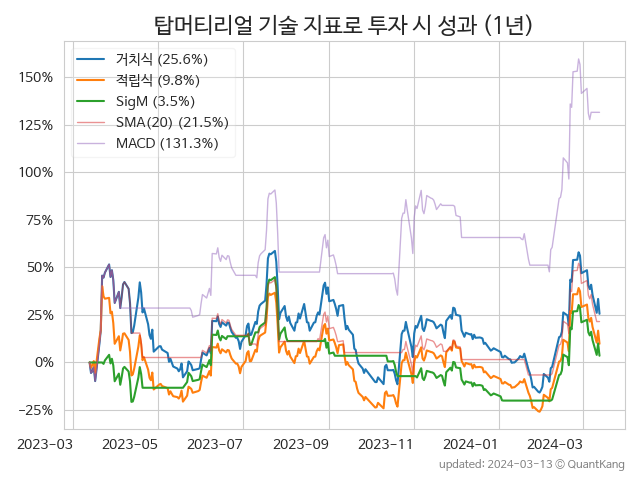 탑머티리얼 기술 지표로 투자 시 성과 (1년)
거치식 (25.6%)
적립식 (9.8%)
SigM (3.5%)
SMA(20) (21.5%)
MACD (131.3%)
150%
125%
100%
75%
50%
25%
0%
−25%
2023-03 2023-05 2023-07 2023-09 2023-11 2024-01 2024-03
updated: 2024-03-13 © QuantKang